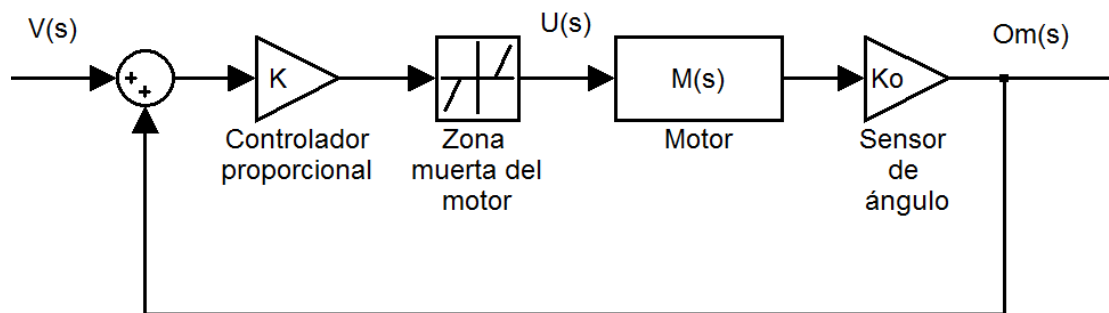 V(s)
U(s)
Om(s)
+
+
K
M(s)
Ko
Controlador
proporcional
Zona
muerta del
motor
Motor
Sensor
de
ángulo